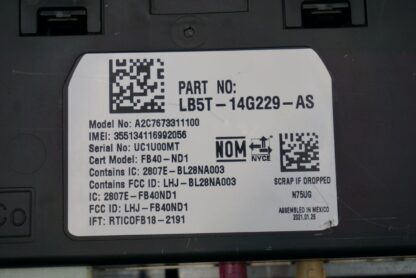 PART NO:
LB5T-14G229-AS
Model No: A2C7673311100
IMEI: 355134116992056
Serial No: UC1U00MT
Cert Model: FB40-ND1
Contains IC: 2807E-BL28NA003
Contains FCC ID: LHJ-BL28NA003
IC: 2807E-FB40ND1
FCC ID: LHJ-FB40ND1
IFT: RTICOFB18-2191
NOM
NYCE
SCRAP IF DROPPED
N75UG
ASSEMBLED IN MEXICO
2021.01.25
Co